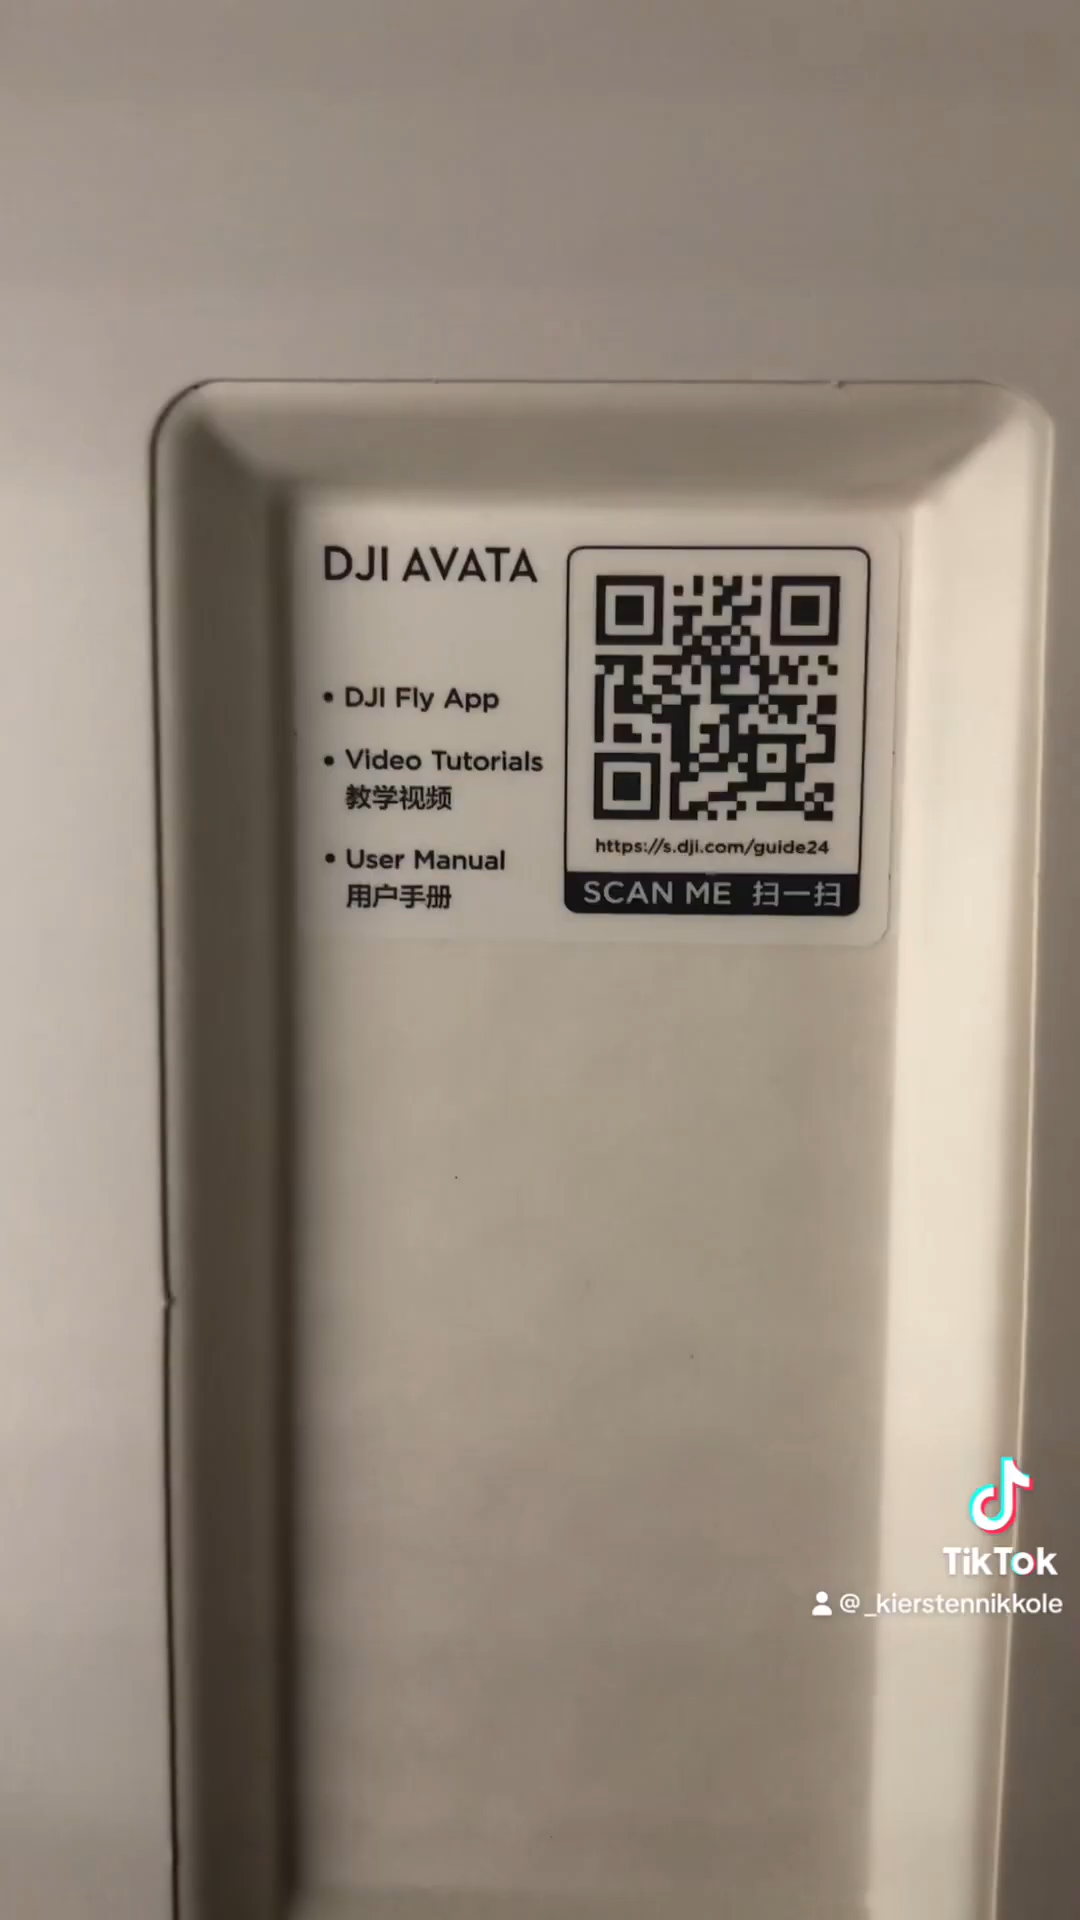 DJI AVATA
• DJI Fly App
• Video Tutorials
教学视频
• User Manual
用户手册
https://s.dji.com/guide24
SCAN ME 扫一扫
TikTok
@_kierstennikkole